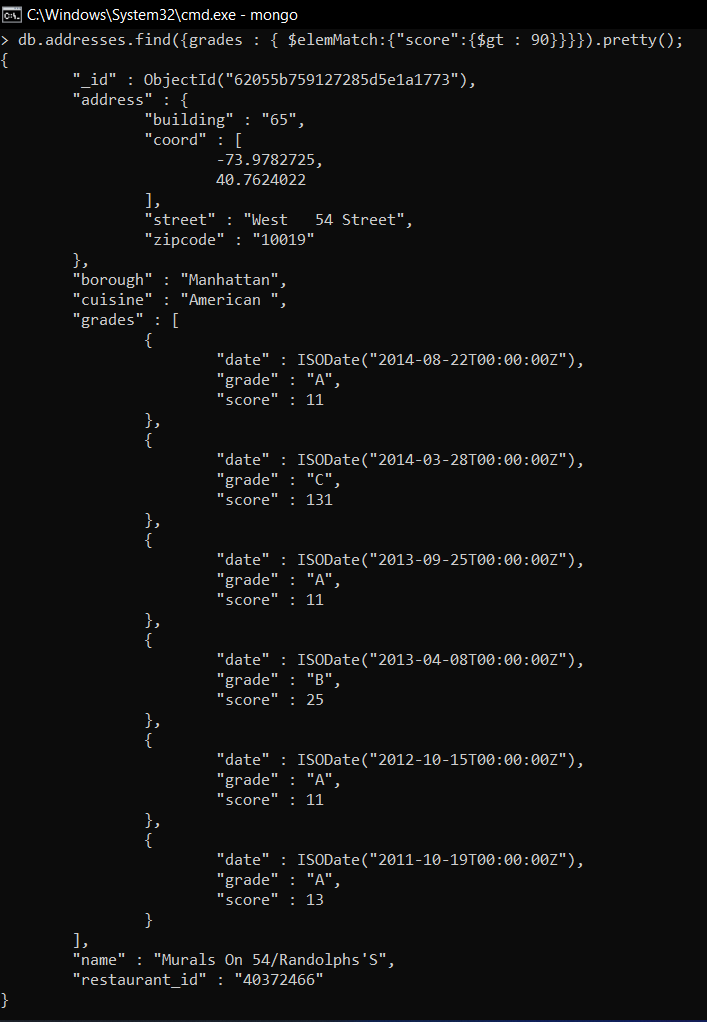 C:\Windows\System32\cmd.exe - mongo
> db.addresses.find({grades : { $elemMatch:{"score":{$gt : 90}}}}).pretty();
{
        "_id" : ObjectId("62055b759127285d5e1a1773"),
        "address" : {
                "building" : "65",
                "coord" : [
                        -73.9782725,
                        40.7624022
                ],
                "street" : "West   54 Street",
                "zipcode" : "10019"
        },
        "borough" : "Manhattan",
        "cuisine" : "American ",
        "grades" : [
                {
                        "date" : ISODate("2014-08-22T00:00:00Z"),
                        "grade" : "A",
                        "score" : 11
                },
                {
                        "date" : ISODate("2014-03-28T00:00:00Z"),
                        "grade" : "C",
                        "score" : 131
                },
                {
                        "date" : ISODate("2013-09-25T00:00:00Z"),
                        "grade" : "A",
                        "score" : 11
                },
                {
                        "date" : ISODate("2013-04-08T00:00:00Z"),
                        "grade" : "B",
                        "score" : 25
                },
                {
                        "date" : ISODate("2012-10-15T00:00:00Z"),
                        "grade" : "A",
                        "score" : 11
                },
                {
                        "date" : ISODate("2011-10-19T00:00:00Z"),
                        "grade" : "A",
                        "score" : 13
                }
        ],
        "name" : "Murals On 54/Randolphs'S",
        "restaurant_id" : "40372466"
}